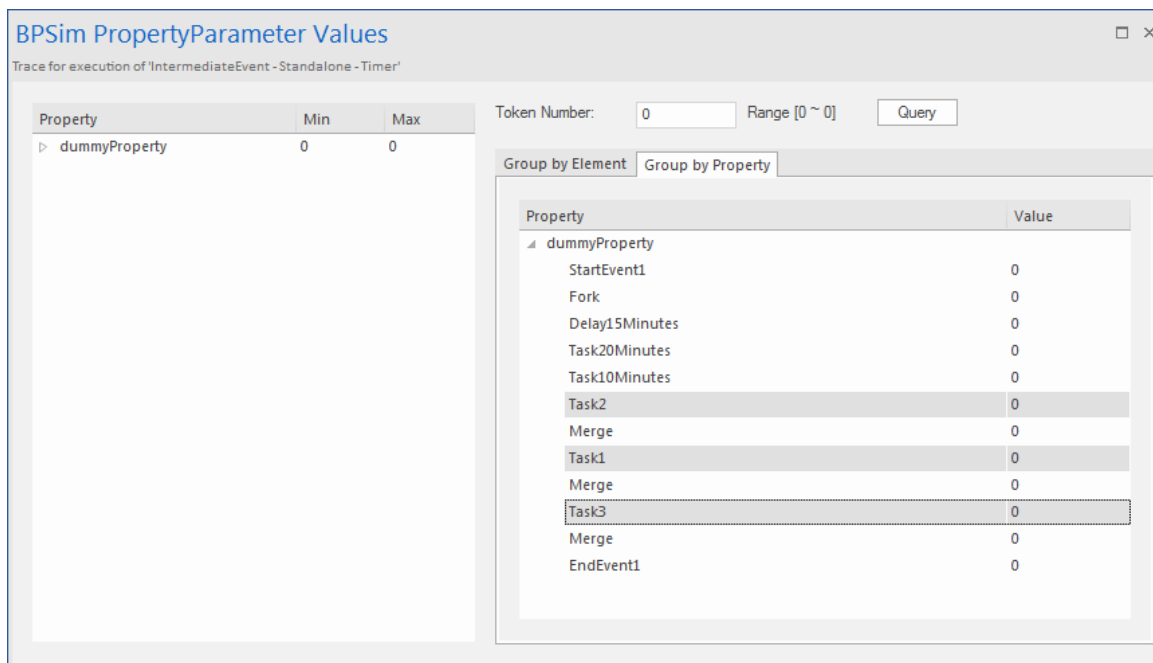 BPSim PropertyParameter Values
Trace for execution of 'IntermediateEvent - Standalone - Timer'
Property Min Max
dummyProperty 0 0
Token Number: 0 Range [0 ~ 0] Query
Group by Element Group by Property
Property Value
dummyProperty
StartEvent1 0
Fork 0
Delay15Minutes 0
Task20Minutes 0
Task10Minutes 0
Task2 0
Merge 0
Task1 0
Merge 0
Task3 0
Merge 0
EndEvent1 0